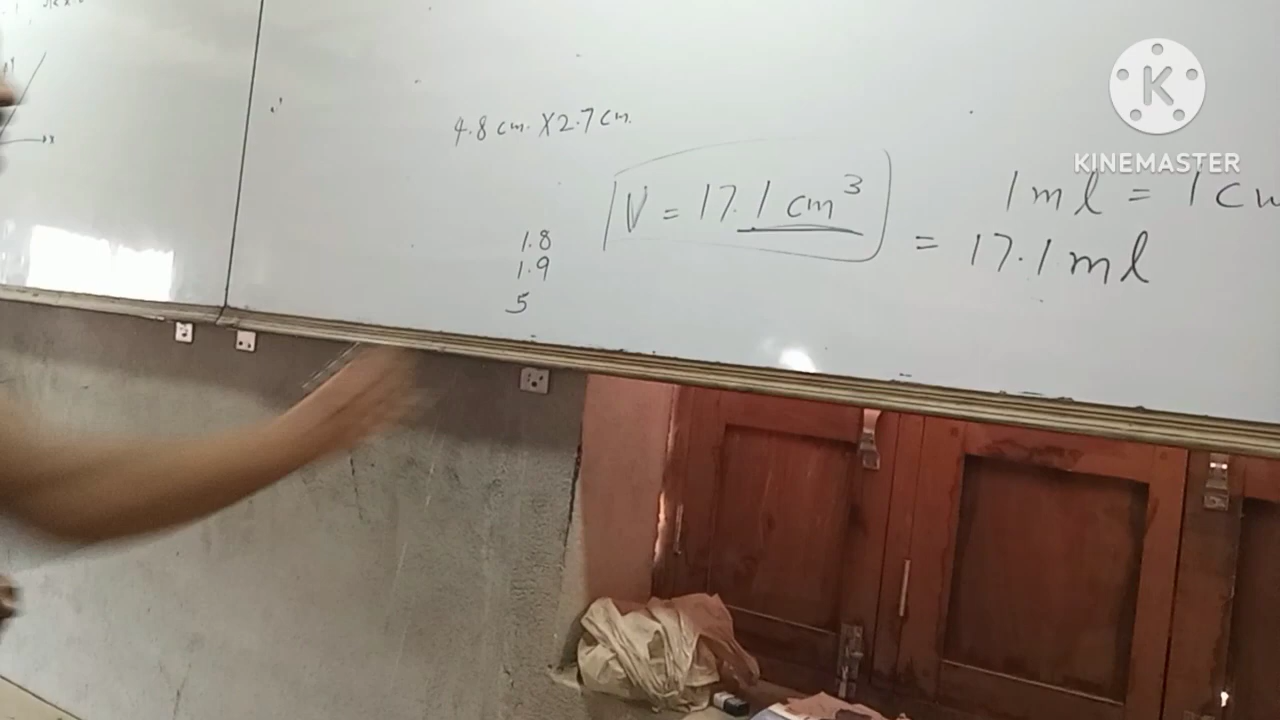 4.8 cm. X 2.7 cm.
V = 17.1 cm³
1 ml = 1 c
= 17.1 ml
1.8
1.9
5
x
K
KINEMASTER